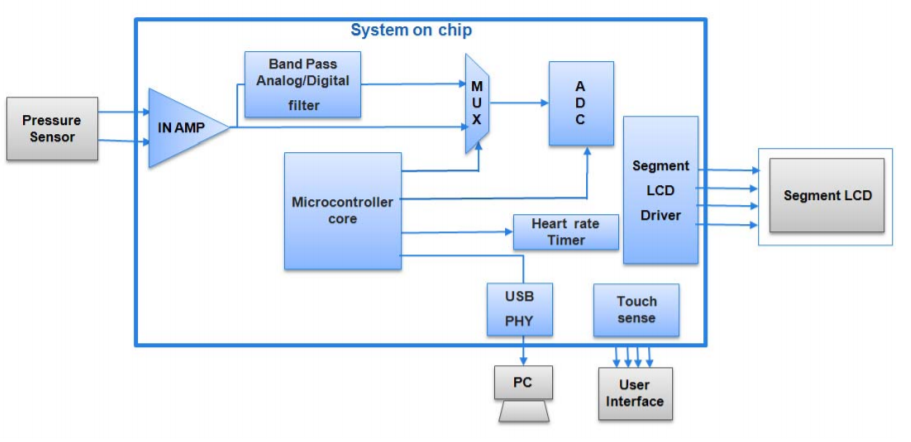 System on chip
Band Pass
Analog/Digital
filter
M
U
X
A
D
C
Pressure
Sensor
IN AMP
Segment
LCD
Driver
Segment LCD
Microcontroller
core
Heart rate
Timer
USB
PHY
Touch
sense
PC
User
Interface